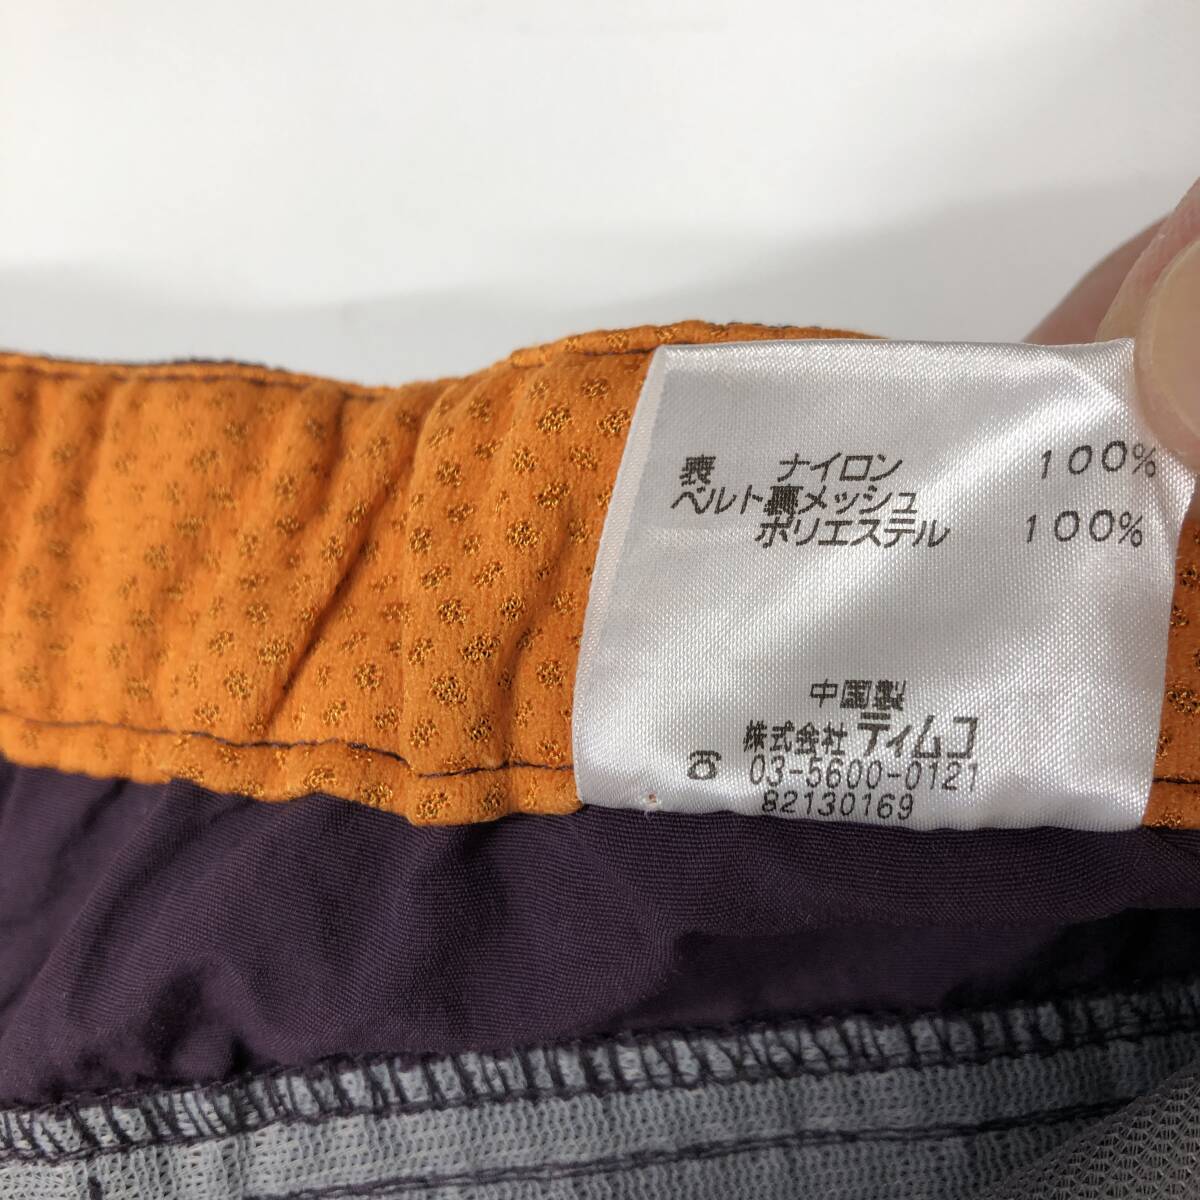 表 ナイロン 100%
ベルト裏メッシュ
ポリエステル 100%
中国製
株式会社 ティムコ
☎ 03-5600-0121
82130169